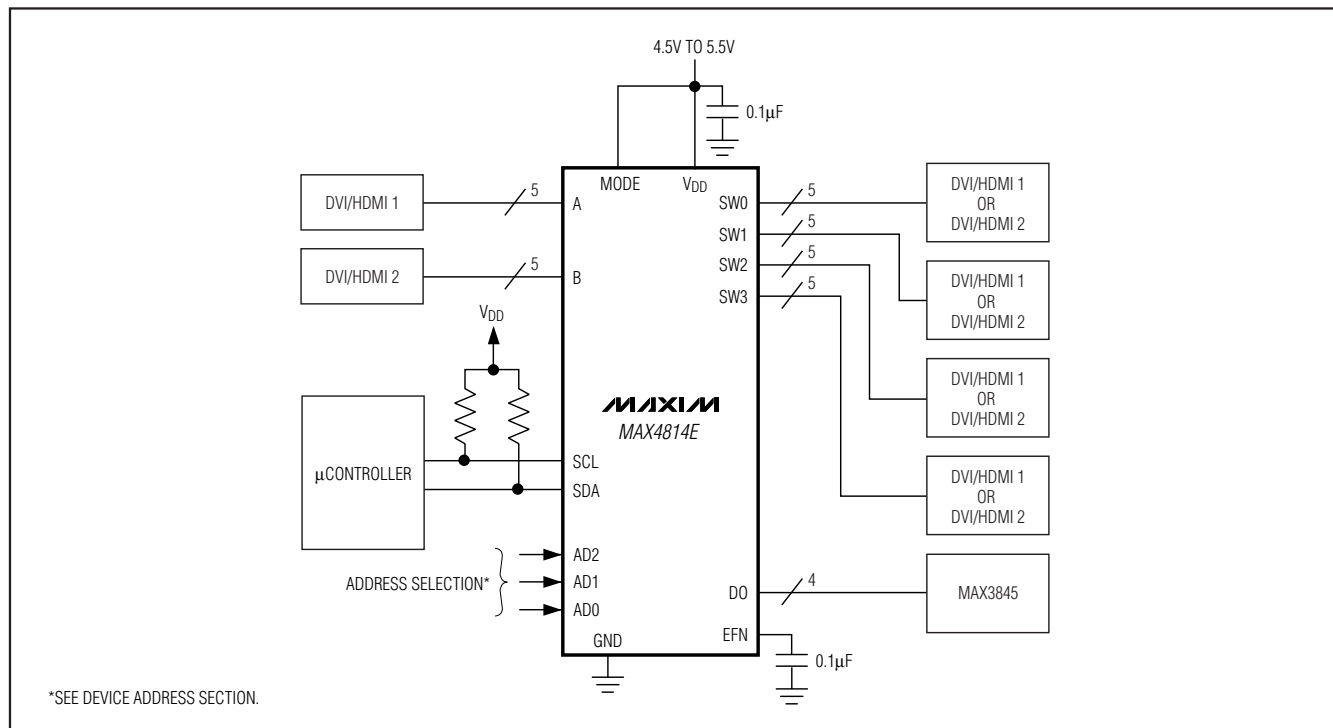 4.5V TO 5.5V
0.1µF
MODE
VDD
DVI/HDMI 1
5
A
DVI/HDMI 2
5
B
VDD
µCONTROLLER
SCL
SDA
ADDRESS SELECTION*
AD2
AD1
AD0
GND
MAXIM
MAX4814E
SW0
5
DVI/HDMI 1
OR
DVI/HDMI 2
SW1
5
DVI/HDMI 1
OR
DVI/HDMI 2
SW2
5
DVI/HDMI 1
OR
DVI/HDMI 2
SW3
5
DVI/HDMI 1
OR
DVI/HDMI 2
DO
4
MAX3845
EFN
0.1µF
*SEE DEVICE ADDRESS SECTION.